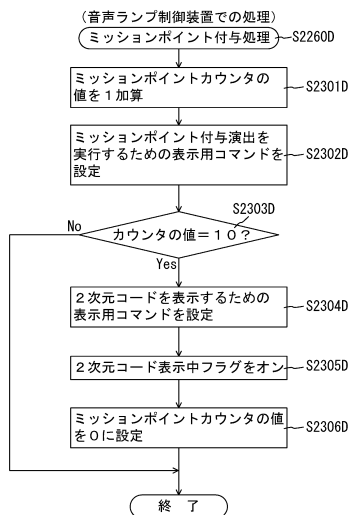 （音声ランプ制御装置での処理）
ミッションポイント付与処理
S2260D
ミッションポイントカウンタの
値を１加算
S2301D
ミッションポイント付与演出を
実行するための表示用コマンドを
設定
S2302D
S2303D
No
カウンタの値＝１０？
Yes
２次元コードを表示するための
表示用コマンドを設定
S2304D
２次元コード表示中フラグをオン
S2305D
ミッションポイントカウンタの値
を０に設定
S2306D
終　了